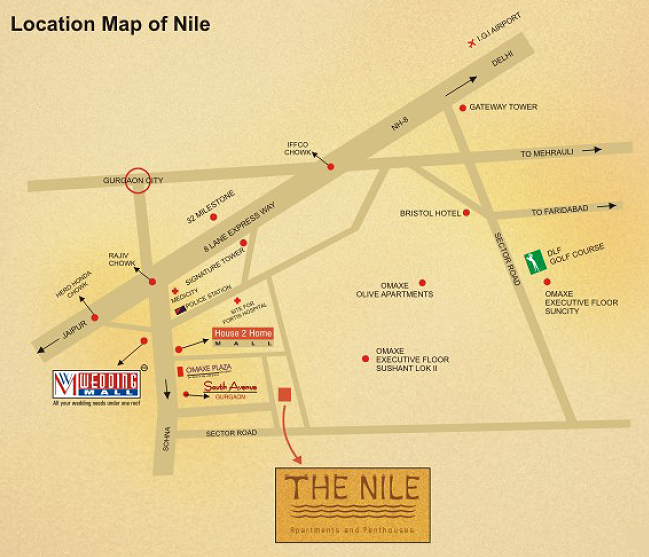 Location Map of Nile
I.G.I AIRPORT
DELHI
GATEWAY TOWER
NH-8
IFFCO
CHOWK
TO MEHRAULI
GURGAON CITY
32 MILESTONE
8 LANE EXPRESS WAY
BRISTOL HOTEL
TO FARIDABAD
SECTOR ROAD
DLF
GOLF COURSE
RAJIV
CHOWK
SIGNATURE TOWER
MEDICITY
POLICE STATION
HERO HONDA
CHOWK
SITE FOR
FORTIS HOSPITAL
OMAXE
OLIVE APARTMENTS
OMAXE
EXECUTIVE FLOOR
SUNCITY
JAIPUR
House 2 Home
MALL
OMAXE
EXECUTIVE FLOOR
SUSHANT LOK II
OMAXE PLAZA
WEDDING
MALL
All your wedding needs under one roof
South Avenue
GURGAON
SOHNA
SECTOR ROAD
THE NILE
Apartments and Penthouses